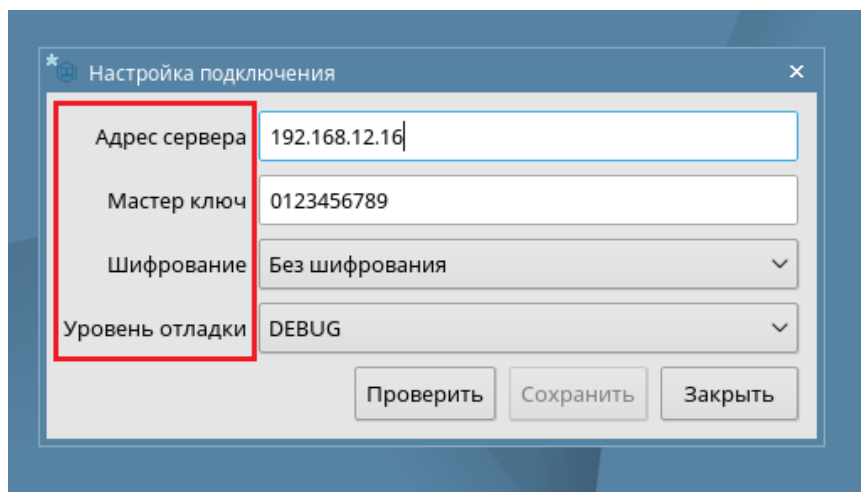 Настройка подключения
Адрес сервера 192.168.12.16
Мастер ключ 0123456789
Шифрование Без шифрования
Уровень отладки DEBUG
Проверить Сохранить Закрыть